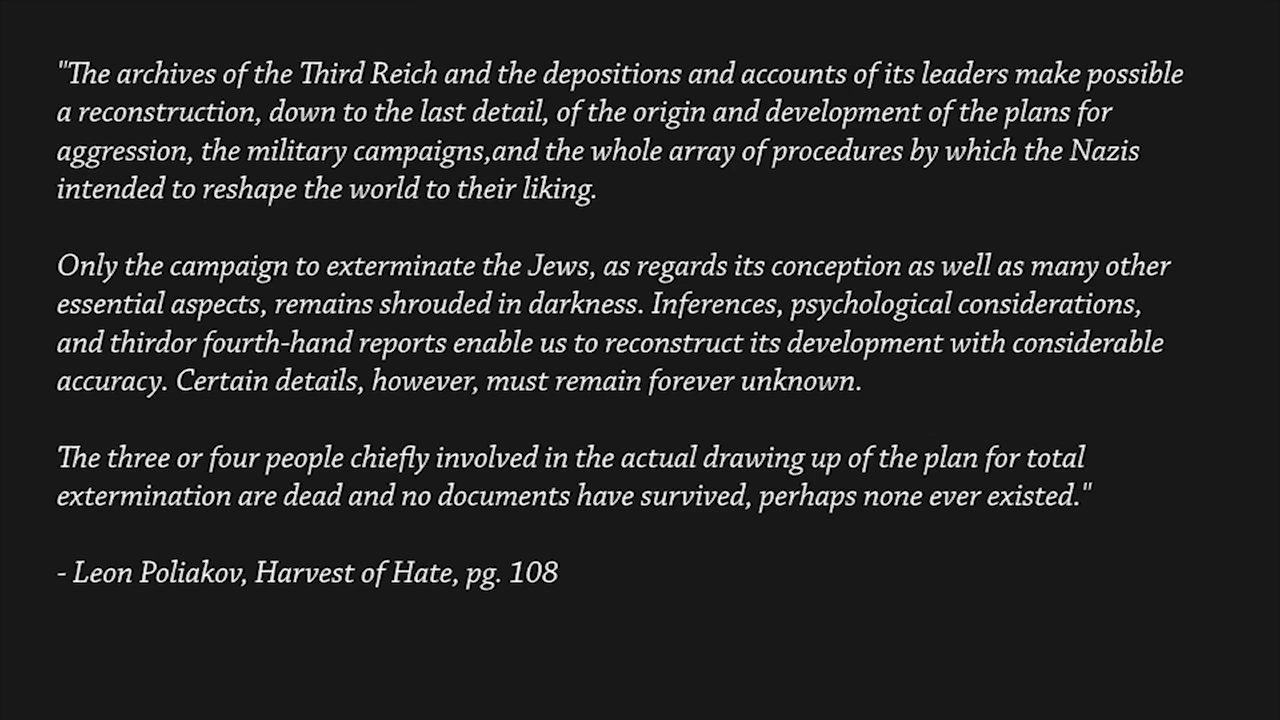 "The archives of the Third Reich and the depositions and accounts of its leaders make possible
a reconstruction, down to the last detail, of the origin and development of the plans for
aggression, the military campaigns,and the whole array of procedures by which the Nazis
intended to reshape the world to their liking.
Only the campaign to exterminate the Jews, as regards its conception as well as many other
essential aspects, remains shrouded in darkness. Inferences, psychological considerations,
and thirdor fourth-hand reports enable us to reconstruct its development with considerable
accuracy. Certain details, however, must remain forever unknown.
The three or four people chiefly involved in the actual drawing up of the plan for total
extermination are dead and no documents have survived, perhaps none ever existed."
- Leon Poliakov, Harvest of Hate, pg. 108